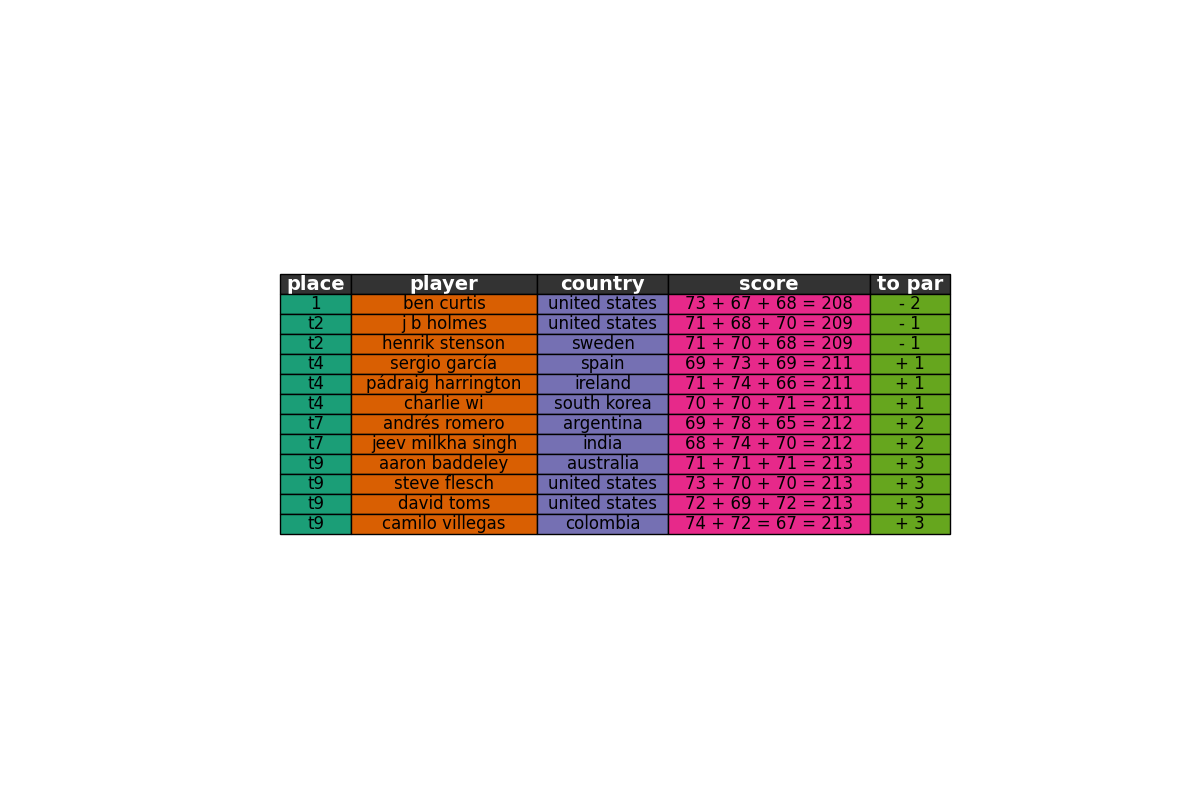 place player country score to par
1 ben curtis united states 73 + 67 + 68 = 208 - 2
t2 j b holmes united states 71 + 68 + 70 = 209 - 1
t2 henrik stenson sweden 71 + 70 + 68 = 209 - 1
t4 sergio garcía spain 69 + 73 + 69 = 211 + 1
t4 pádraig harrington ireland 71 + 74 + 66 = 211 + 1
t4 charlie wi south korea 70 + 70 + 71 = 211 + 1
t7 andrés romero argentina 69 + 78 + 65 = 212 + 2
t7 jeev milkha singh india 68 + 74 + 70 = 212 + 2
t9 aaron baddeley australia 71 + 71 + 71 = 213 + 3
t9 steve flesch united states 73 + 70 + 70 = 213 + 3
t9 david toms united states 72 + 69 + 72 = 213 + 3
t9 camilo villegas colombia 74 + 72 = 67 = 213 + 3